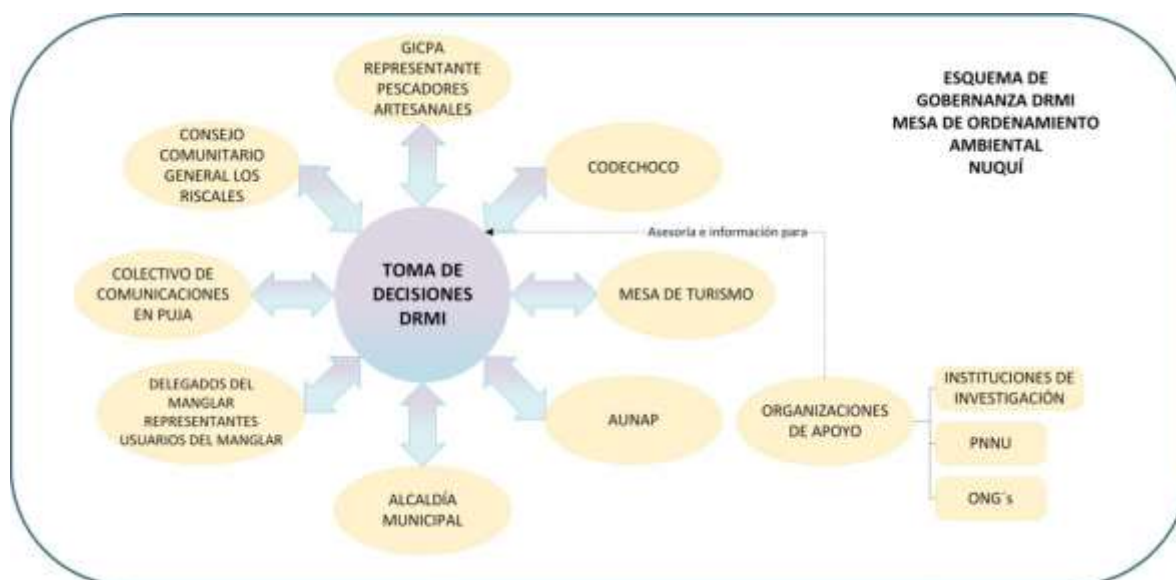 GICPA
REPRESENTANTE
PESCADORES
ARTESANALES
ESQUEMA DE
GOBERNANZA DRMI
MESA DE ORDENAMIENTO
AMBIENTAL
NUQUÍ
CONSEJO
COMUNITARIO
GENERAL LOS
RISCALES
CODECHOCO
Asesoría e información para
TOMA DE
DECISIONES
DRMI
COLECTIVO DE
COMUNICACIONES
EN PUJA
MESA DE TURISMO
DELEGADOS DEL
MANGLAR
REPRESENTANTES
USUARIOS DEL MANGLAR
AUNAP
ORGANIZACIONES
DE APOYO
INSTITUCIONES DE
INVESTIGACIÓN
PNNU
ONG´s
ALCALDÍA
MUNICIPAL